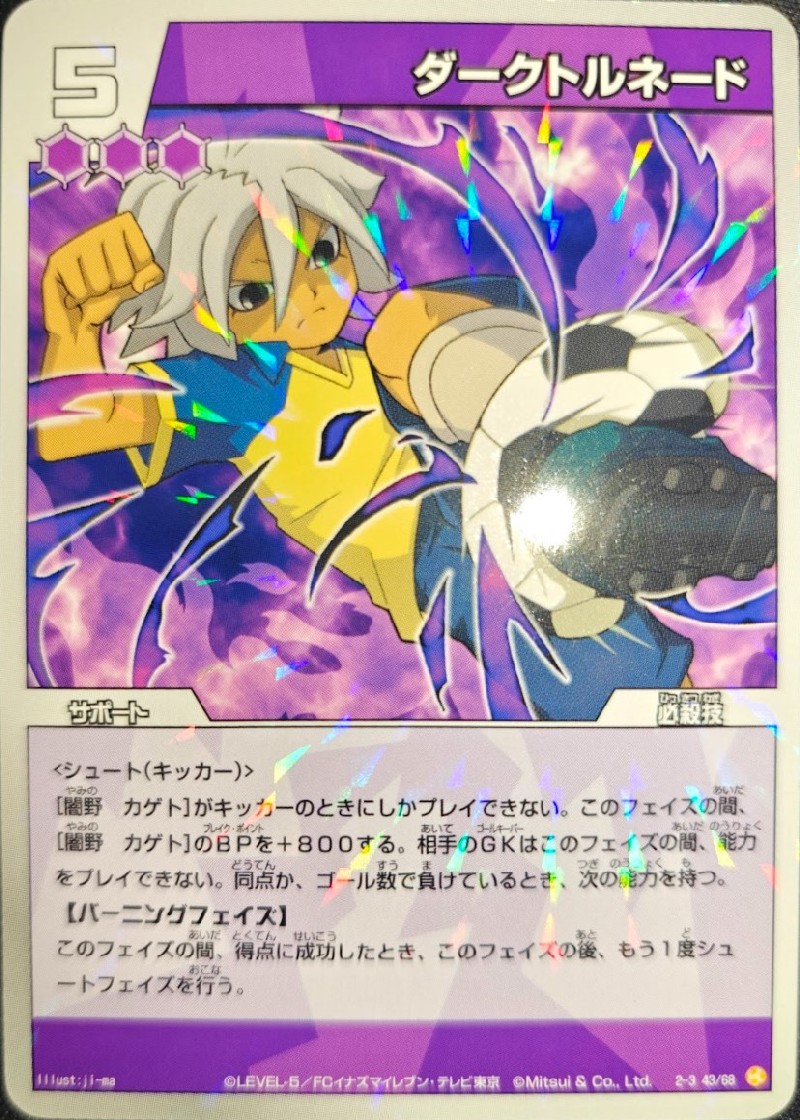 5
ダークトルネード
サポート
必殺技
<シュート(キッカー)>
[闇野 カゲト]がキッカーのときにしかプレイできない。このフェイズの間、
[闇野 カゲト]のBPを+800する。相手のGKはこのフェイズの間、能力
をプレイできない。同点か、ゴール数で負けているとき、次の能力を持つ。
【バーニングフェイズ】
このフェイズの間、得点に成功したとき、このフェイズの後、もう1度シュ
ートフェイズを行う。
Illust:ji-ma
©LEVEL-5/FCイナズマイレブン・テレビ東京 ©Mitsui & Co., Ltd. 2-3 43/68